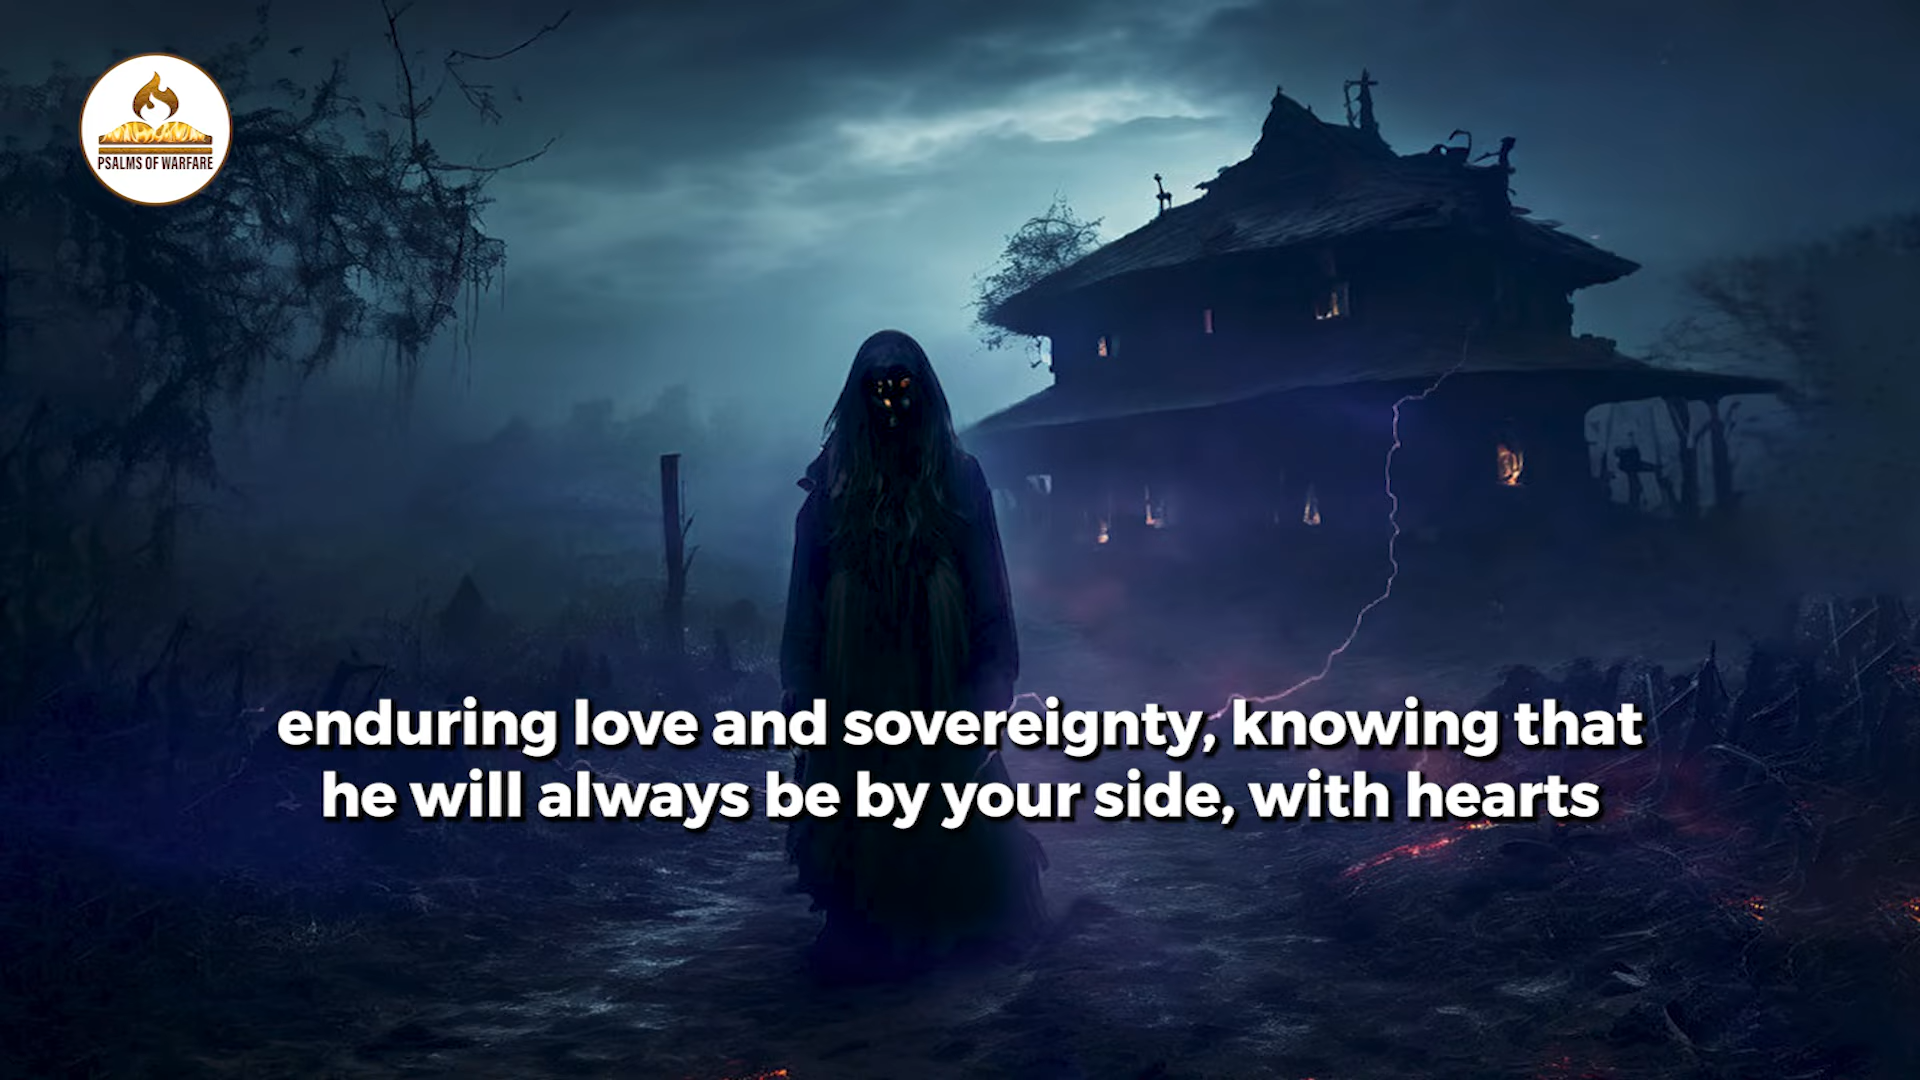 PSALMS OF WARFARE
enduring love and sovereignty, knowing that
he will always be by your side, with hearts